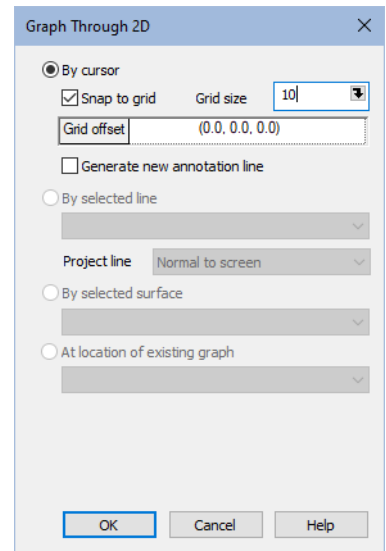 Graph Through 2D
By cursor
Snap to grid Grid size 10
Grid offset (0.0, 0.0, 0.0)
Generate new annotation line
By selected line
Project line Normal to screen
By selected surface
At location of existing graph
OK Cancel Help